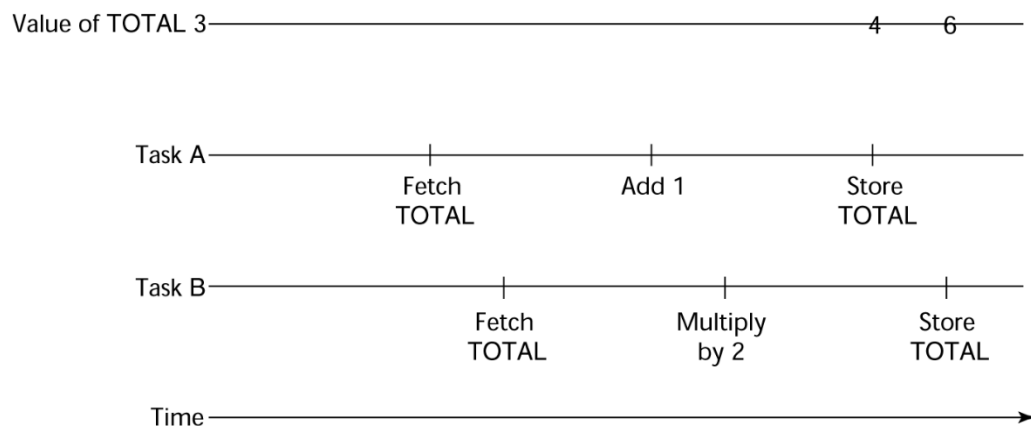 Value of TOTAL 3 4 6
Task A
Fetch Add 1 Store
TOTAL TOTAL
Task B
Fetch Multiply Store
TOTAL by 2 TOTAL
Time